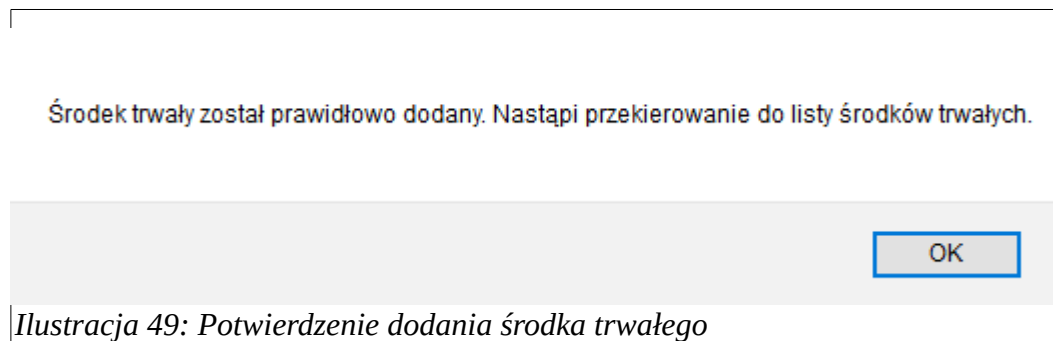 Środek trwały został prawidłowo dodany. Nastąpi przekierowanie do listy środków trwałych.
OK
Ilustracja 49: Potwierdzenie dodania środka trwałego